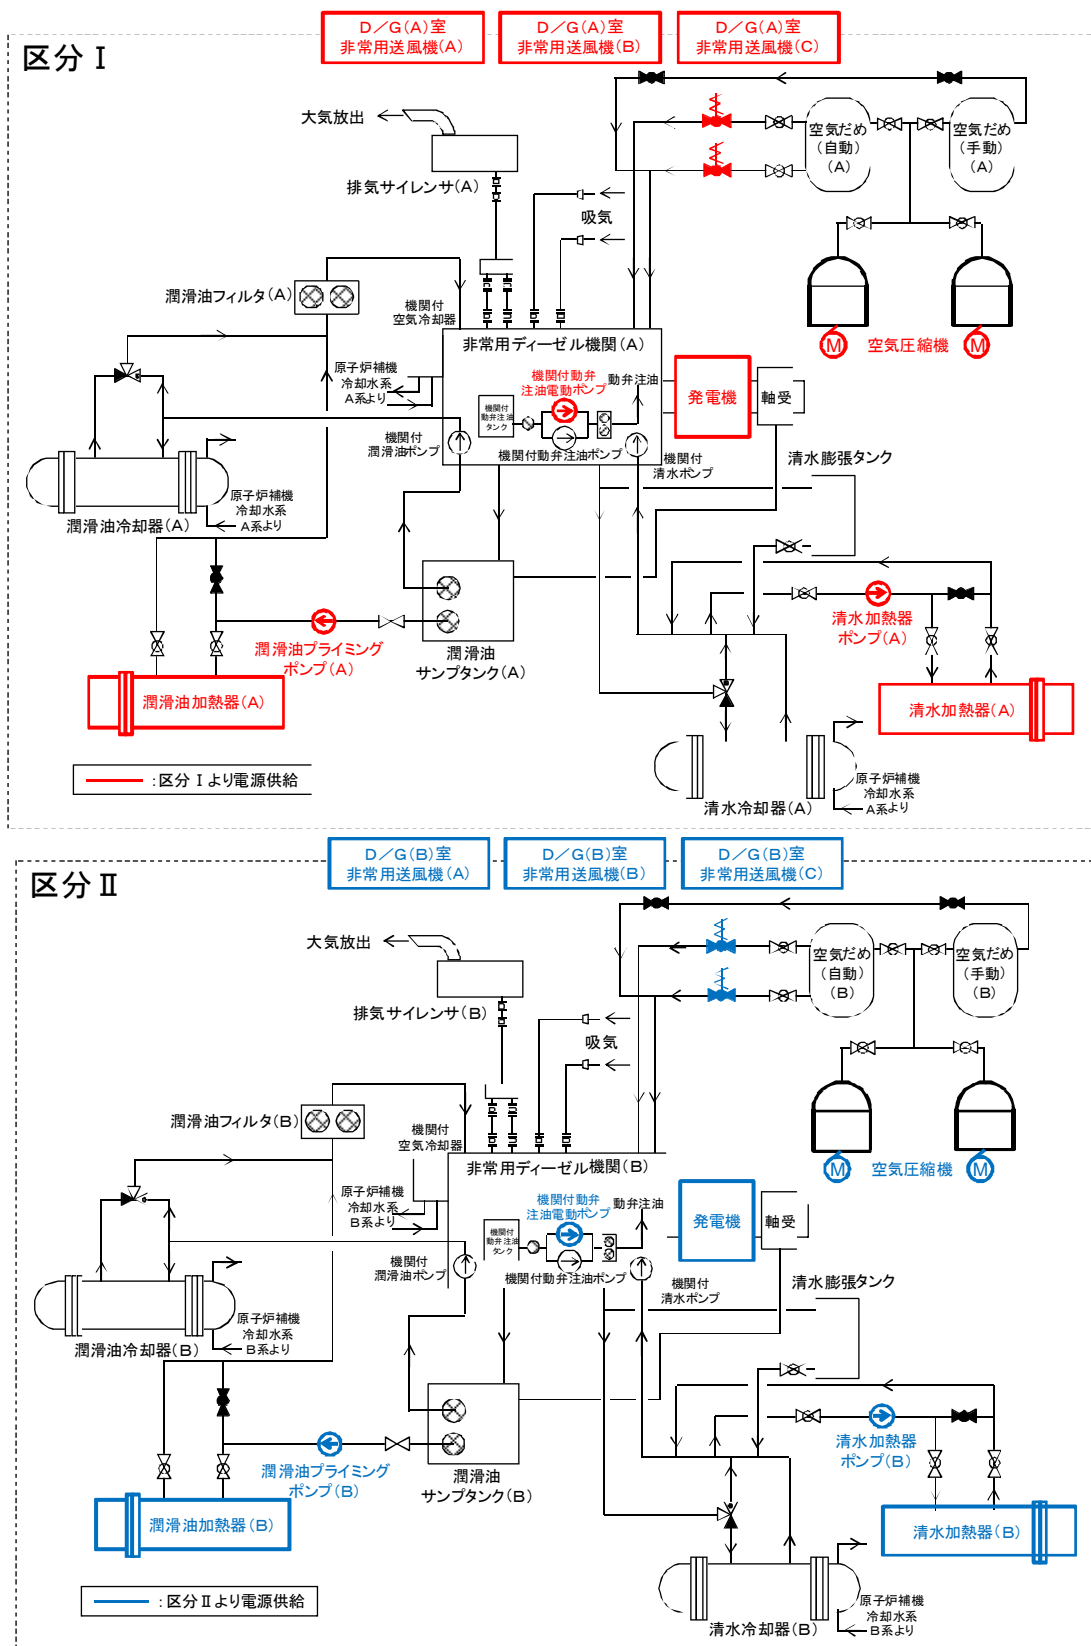 D／G(A)室
非常用送風機(A)
D／G(A)室
非常用送風機(B)
D／G(A)室
非常用送風機(C)
区分Ⅰ
大気放出
排気サイレンサ(A)
吸気
空気だめ
(自動)
(A)
空気だめ
(手動)
(A)
潤滑油フィルタ(A)
機関付
空気冷却器
M
空気圧縮機
M
非常用ディーゼル機関(A)
原子炉補機
冷却水系
A系より
機関付動弁
注油電動ポンプ
動弁注油
機関付
動弁注油
タンク
発電機
軸受
機関付
潤滑油ポンプ
機関付動弁注油ポンプ
機関付
清水ポンプ
清水膨張タンク
原子炉補機
冷却水系
A系より
潤滑油冷却器(A)
潤滑油プライミング
ポンプ(A)
潤滑油
サンプタンク(A)
清水加熱器
ポンプ(A)
潤滑油加熱器(A)
清水加熱器(A)
：区分Ⅰより電源供給
清水冷却器(A)
原子炉補機
冷却水系
A系より
D／G(B)室
非常用送風機(A)
D／G(B)室
非常用送風機(B)
D／G(B)室
非常用送風機(C)
区分Ⅱ
大気放出
排気サイレンサ(B)
吸気
空気だめ
(自動)
(B)
空気だめ
(手動)
(B)
潤滑油フィルタ(B)
機関付
空気冷却器
M
空気圧縮機
M
非常用ディーゼル機関(B)
原子炉補機
冷却水系
B系より
機関付動弁
注油電動ポンプ
動弁注油
機関付
動弁注油
タンク
発電機
軸受
機関付
潤滑油ポンプ
機関付動弁注油ポンプ
機関付
清水ポンプ
清水膨張タンク
原子炉補機
冷却水系
B系より
潤滑油冷却器(B)
潤滑油プライミング
ポンプ(B)
潤滑油
サンプタンク(B)
清水加熱器
ポンプ(B)
潤滑油加熱器(B)
清水加熱器(B)
：区分Ⅱより電源供給
清水冷却器(B)
原子炉補機
冷却水系
B系より